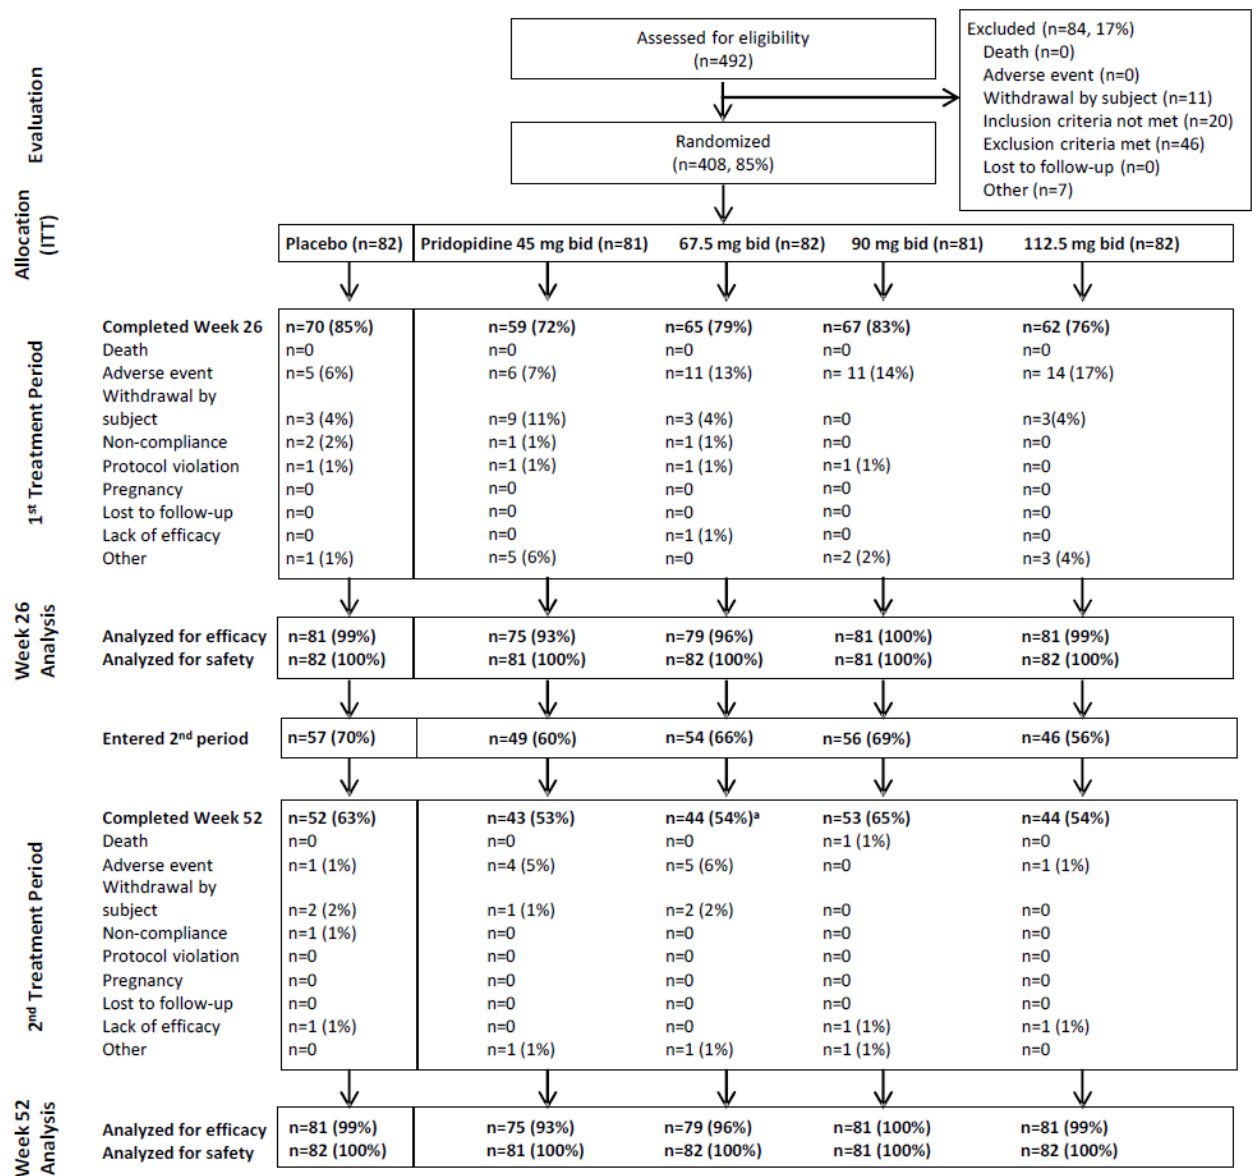 Assessed for eligibility
(n=492)
Excluded (n=84, 17%)
Death (n=0)
Adverse event (n=0)
Withdrawal by subject (n=11)
Inclusion criteria not met (n=20)
Exclusion criteria met (n=46)
Lost to follow-up (n=0)
Other (n=7)
Evaluation
Randomized
(n=408, 85%)
Allocation
(ITT)
Placebo (n=82) Pridopidine 45 mg bid (n=81) 67.5 mg bid (n=82) 90 mg bid (n=81) 112.5 mg bid (n=82)
1st Treatment Period
Completed Week 26 n=70 (85%) n=59 (72%) n=65 (79%) n=67 (83%) n=62 (76%)
Death n=0 n=0 n=0 n=0 n=0
Adverse event n=5 (6%) n=6 (7%) n=11 (13%) n= 11 (14%) n= 14 (17%)
Withdrawal by
subject n=3 (4%) n=9 (11%) n=3 (4%) n=0 n=3(4%)
Non-compliance n=2 (2%) n=1 (1%) n=1 (1%) n=0 n=0
Protocol violation n=1 (1%) n=1 (1%) n=1 (1%) n=1 (1%) n=0
Pregnancy n=0 n=0 n=0 n=0 n=0
Lost to follow-up n=0 n=0 n=0 n=0 n=0
Lack of efficacy n=0 n=0 n=1 (1%) n=0 n=0
Other n=1 (1%) n=5 (6%) n=0 n=2 (2%) n=3 (4%)
Week 26
Analysis
Analyzed for efficacy n=81 (99%) n=75 (93%) n=79 (96%) n=81 (100%) n=81 (99%)
Analyzed for safety n=82 (100%) n=81 (100%) n=82 (100%) n=81 (100%) n=82 (100%)
Entered 2nd period n=57 (70%) n=49 (60%) n=54 (66%) n=56 (69%) n=46 (56%)
2nd Treatment Period
Completed Week 52 n=52 (63%) n=43 (53%) n=44 (54%)a n=53 (65%) n=44 (54%)
Death n=0 n=0 n=0 n=1 (1%) n=0
Adverse event n=1 (1%) n=4 (5%) n=5 (6%) n=0 n=1 (1%)
Withdrawal by
subject n=2 (2%) n=1 (1%) n=2 (2%) n=0 n=0
Non-compliance n=1 (1%) n=0 n=0 n=0 n=0
Protocol violation n=0 n=0 n=0 n=0 n=0
Pregnancy n=0 n=0 n=0 n=0 n=0
Lost to follow-up n=0 n=0 n=0 n=0 n=0
Lack of efficacy n=1 (1%) n=0 n=0 n=1 (1%) n=1 (1%)
Other n=0 n=1 (1%) n=1 (1%) n=1 (1%) n=0
Week 52
Analysis
Analyzed for efficacy n=81 (99%) n=75 (93%) n=79 (96%) n=81 (100%) n=81 (99%)
Analyzed for safety n=82 (100%) n=81 (100%) n=82 (100%) n=81 (100%) n=82 (100%)